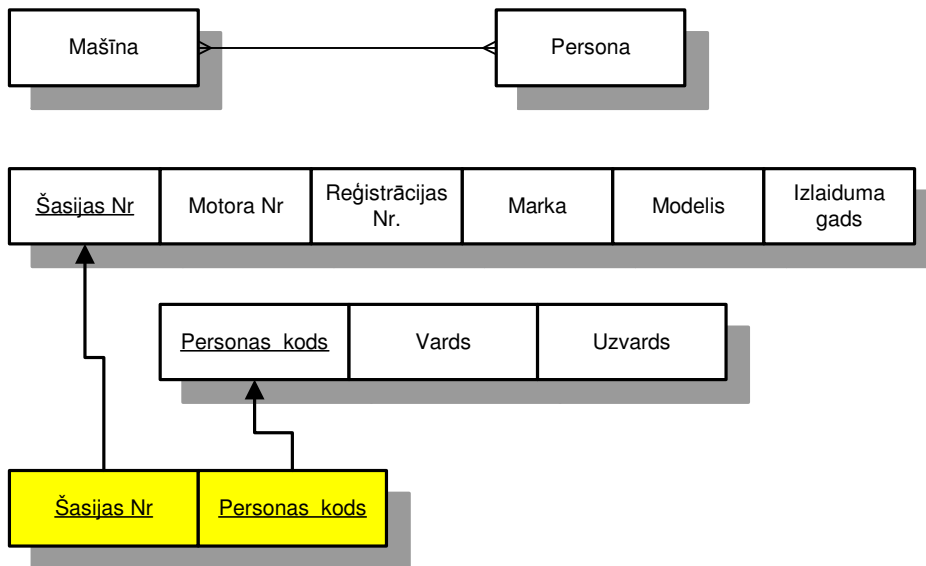 Mašīna
Persona
Šasijas Nr
Motora Nr
Reģistrācijas
Nr.
Marka
Modelis
Izlaiduma
gads
Personas kods
Vards
Uzvards
Šasijas Nr
Personas kods